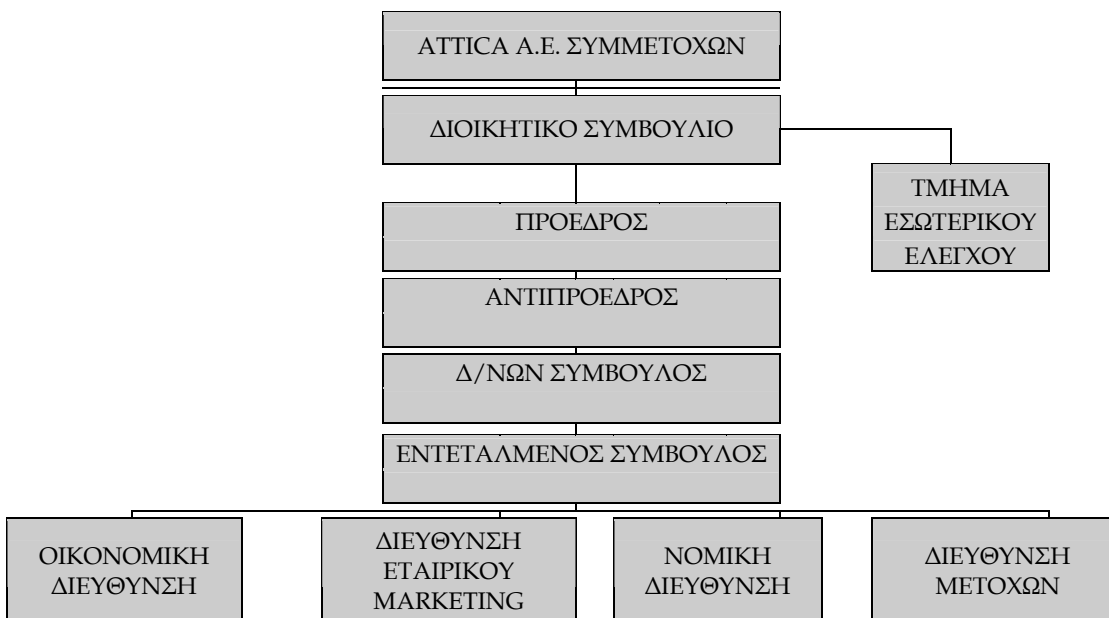 ATTICA Α.Ε. ΣΥΜΜΕΤΟΧΩΝ
ΔΙΟΙΚΗΤΙΚΟ ΣΥΜΒΟΥΛΙΟ
ΤΜΗΜΑ
ΕΣΩΤΕΡΙΚΟΥ
ΕΛΕΓΧΟΥ
ΠΡΟΕΔΡΟΣ
ΑΝΤΙΠΡΟΕΔΡΟΣ
Δ/ΝΩΝ ΣΥΜΒΟΥΛΟΣ
ΕΝΤΕΤΑΛΜΕΝΟΣ ΣΥΜΒΟΥΛΟΣ
ΟΙΚΟΝΟΜΙΚΗ
ΔΙΕΥΘΥΝΣΗ
ΔΙΕΥΘΥΝΣΗ
ΕΤΑΙΡΙΚΟΥ
MARKETING
ΝΟΜΙΚΗ
ΔΙΕΥΘΥΝΣΗ
ΔΙΕΥΘΥΝΣΗ
ΜΕΤΟΧΩΝ